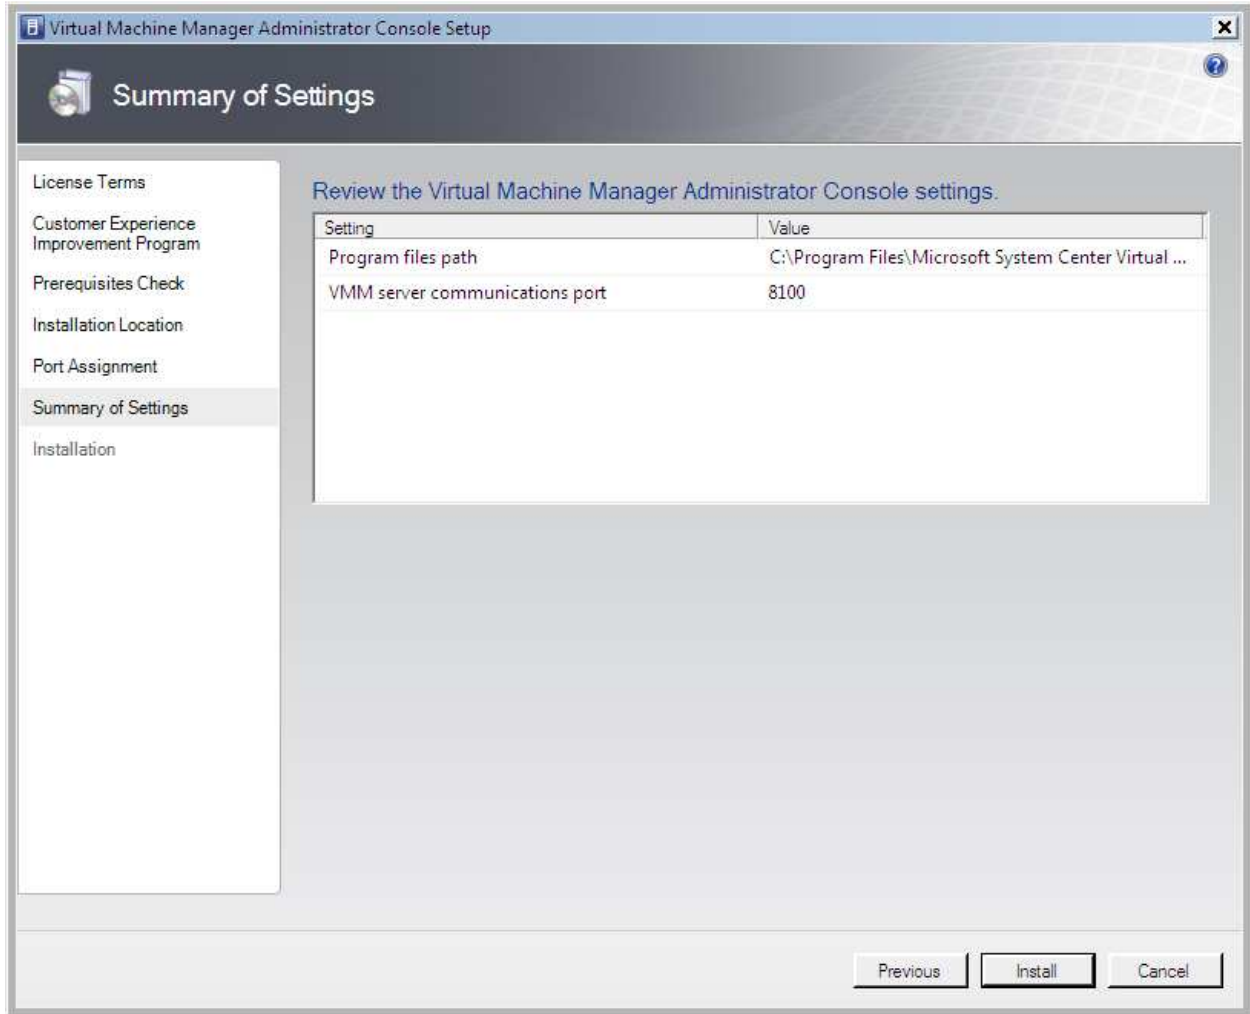 Virtual Machine Manager Administrator Console Setup
Summary of Settings
License Terms
Customer Experience
Improvement Program
Prerequisites Check
Installation Location
Port Assignment
Summary of Settings
Installation
Review the Virtual Machine Manager Administrator Console settings.
Setting Value
Program files path C:\Program Files\Microsoft System Center Virtual ...
VMM server communications port 8100
Previous Install Cancel